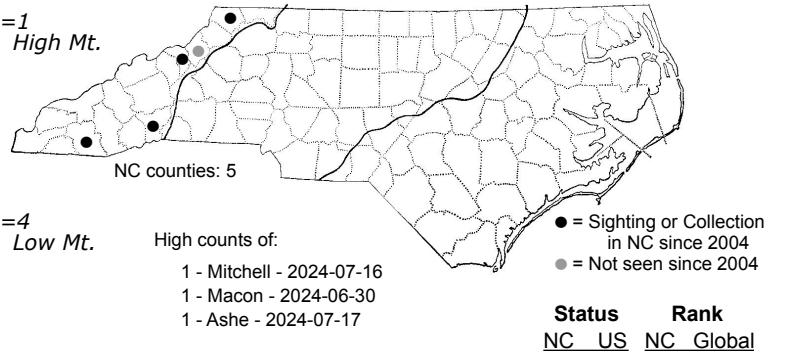 =1
High Mt.
NC counties: 5
=4
Low Mt.
High counts of:
1 - Mitchell - 2024-07-16
1 - Macon - 2024-06-30
1 - Ashe - 2024-07-17
= Sighting or Collection
in NC since 2004
= Not seen since 2004
Status Rank
NC US NC Global